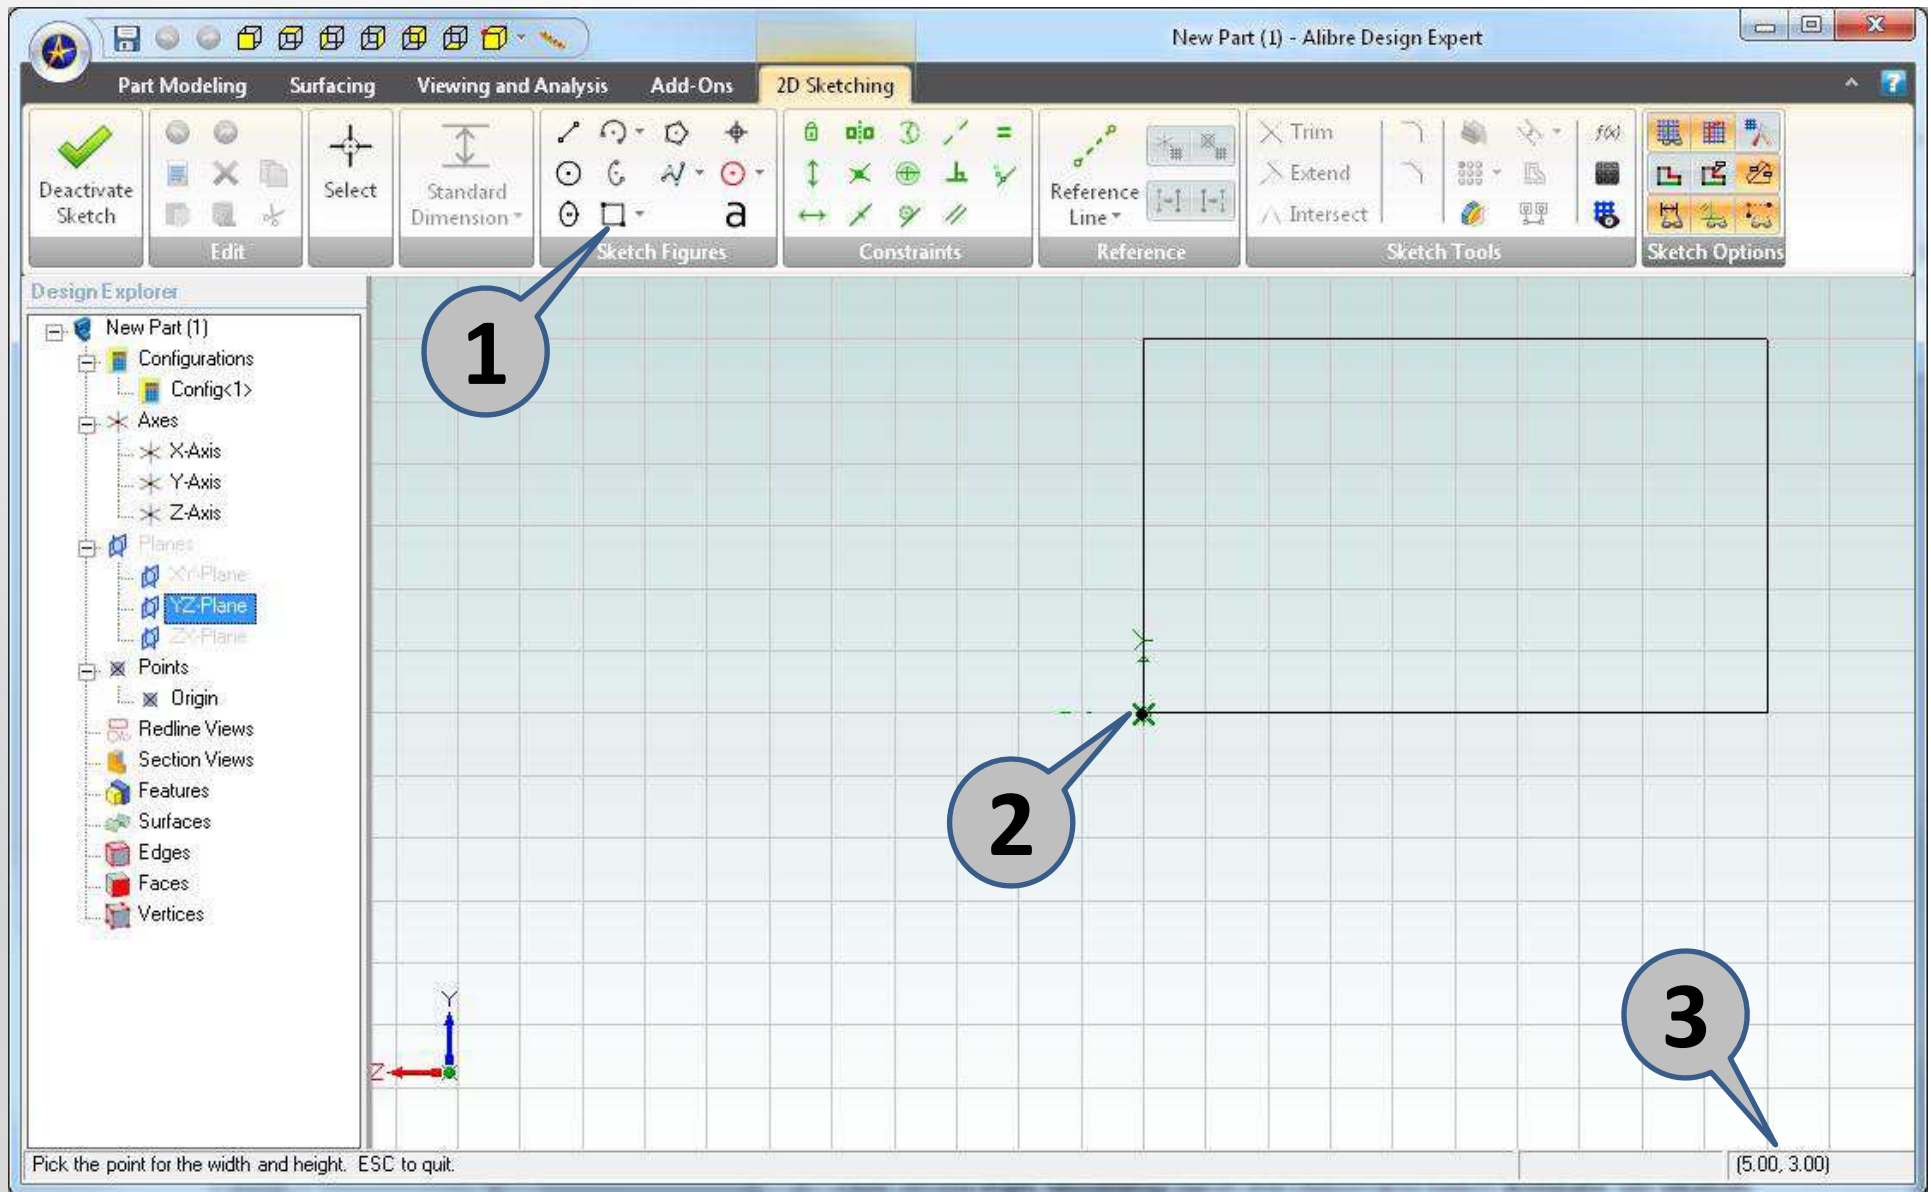 New Part (1) - Alibre Design Expert
Part Modeling Surfacing Viewing and Analysis Add-Ons 2D Sketching
Deactivate
Sketch
Edit
Select
Standard
Dimension
a
Sketch Figures
Constraints
Reference
Line
Reference
Trim
Extend
Intersect
f(x)
Sketch Tools
Sketch Options
Design Explorer
New Part (1)
Configurations
Config<1>
Axes
X-Axis
Y-Axis
Z-Axis
Planes
XY-Plane
YZ-Plane
ZX-Plane
Points
Origin
Redline Views
Section Views
Features
Surfaces
Edges
Faces
Vertices
1
2
3
Y
Y
Z
Pick the point for the width and height. ESC to quit.
(5.00, 3.00)